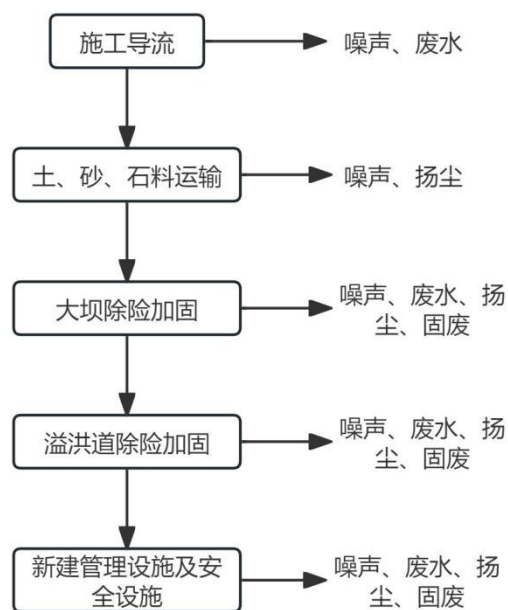 施工导流
噪声、废水
土、砂、石料运输
噪声、扬尘
大坝除险加固
噪声、废水、扬
尘、固废
溢洪道除险加固
噪声、废水、扬
尘、固废
新建管理设施及安
全设施
噪声、废水、扬
尘、固废